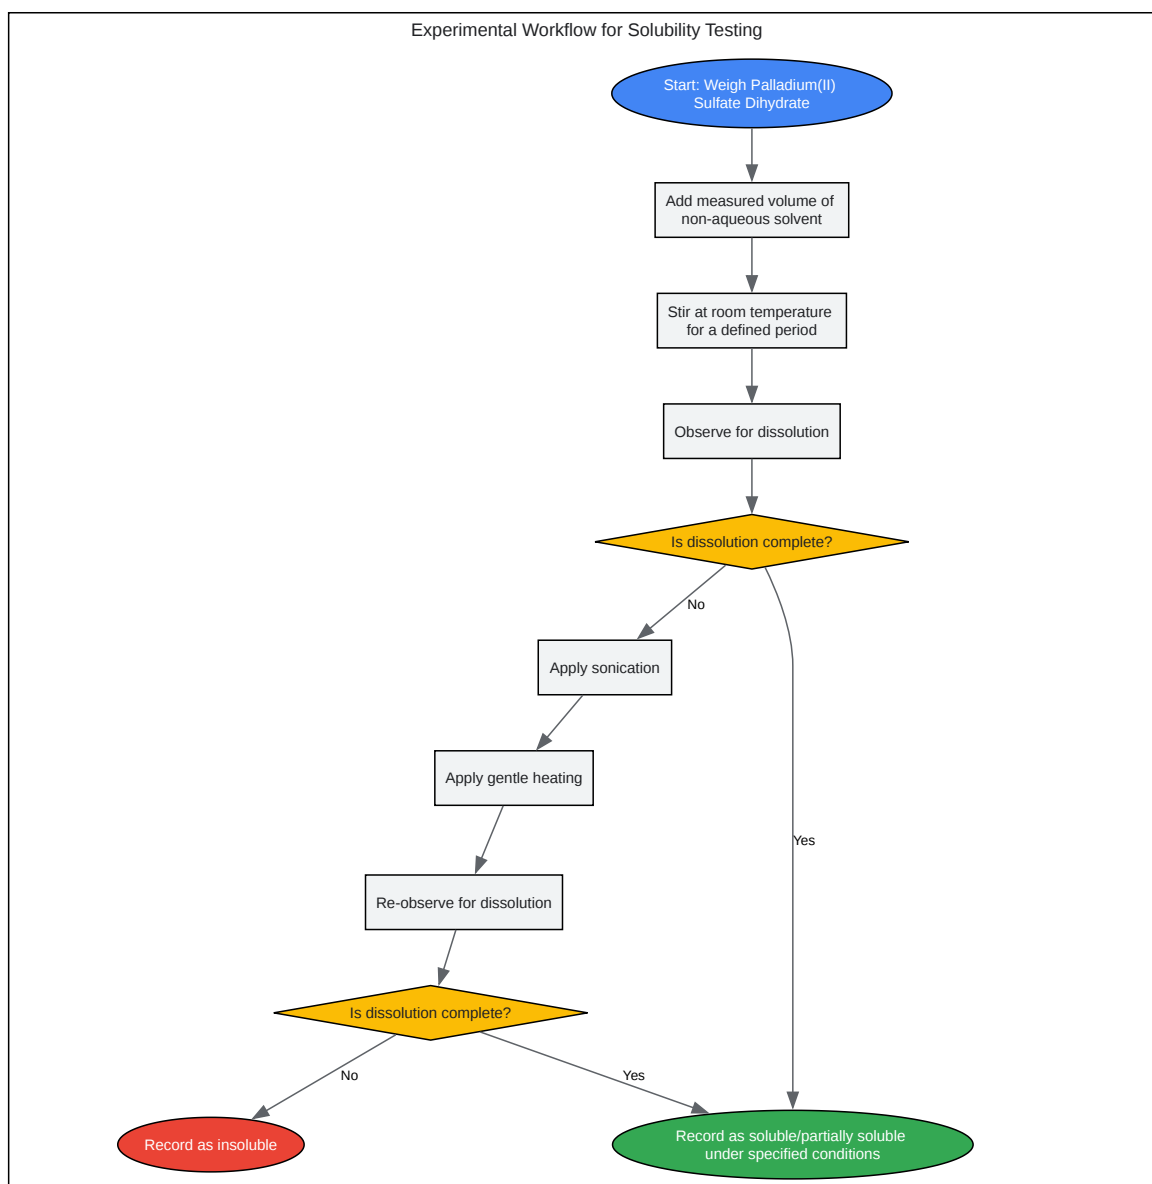 Experimental Workflow for Solubility Testing
Start: Weigh Palladium(II)
Sulfate Dihydrate
Add measured volume of
non-aqueous solvent
Stir at room temperature
for a defined period
Observe for dissolution
Is dissolution complete?
No
Apply sonication
Apply gentle heating
Yes
Re-observe for dissolution
Is dissolution complete?
No
Yes
Record as insoluble
Record as soluble/partially soluble
under specified conditions